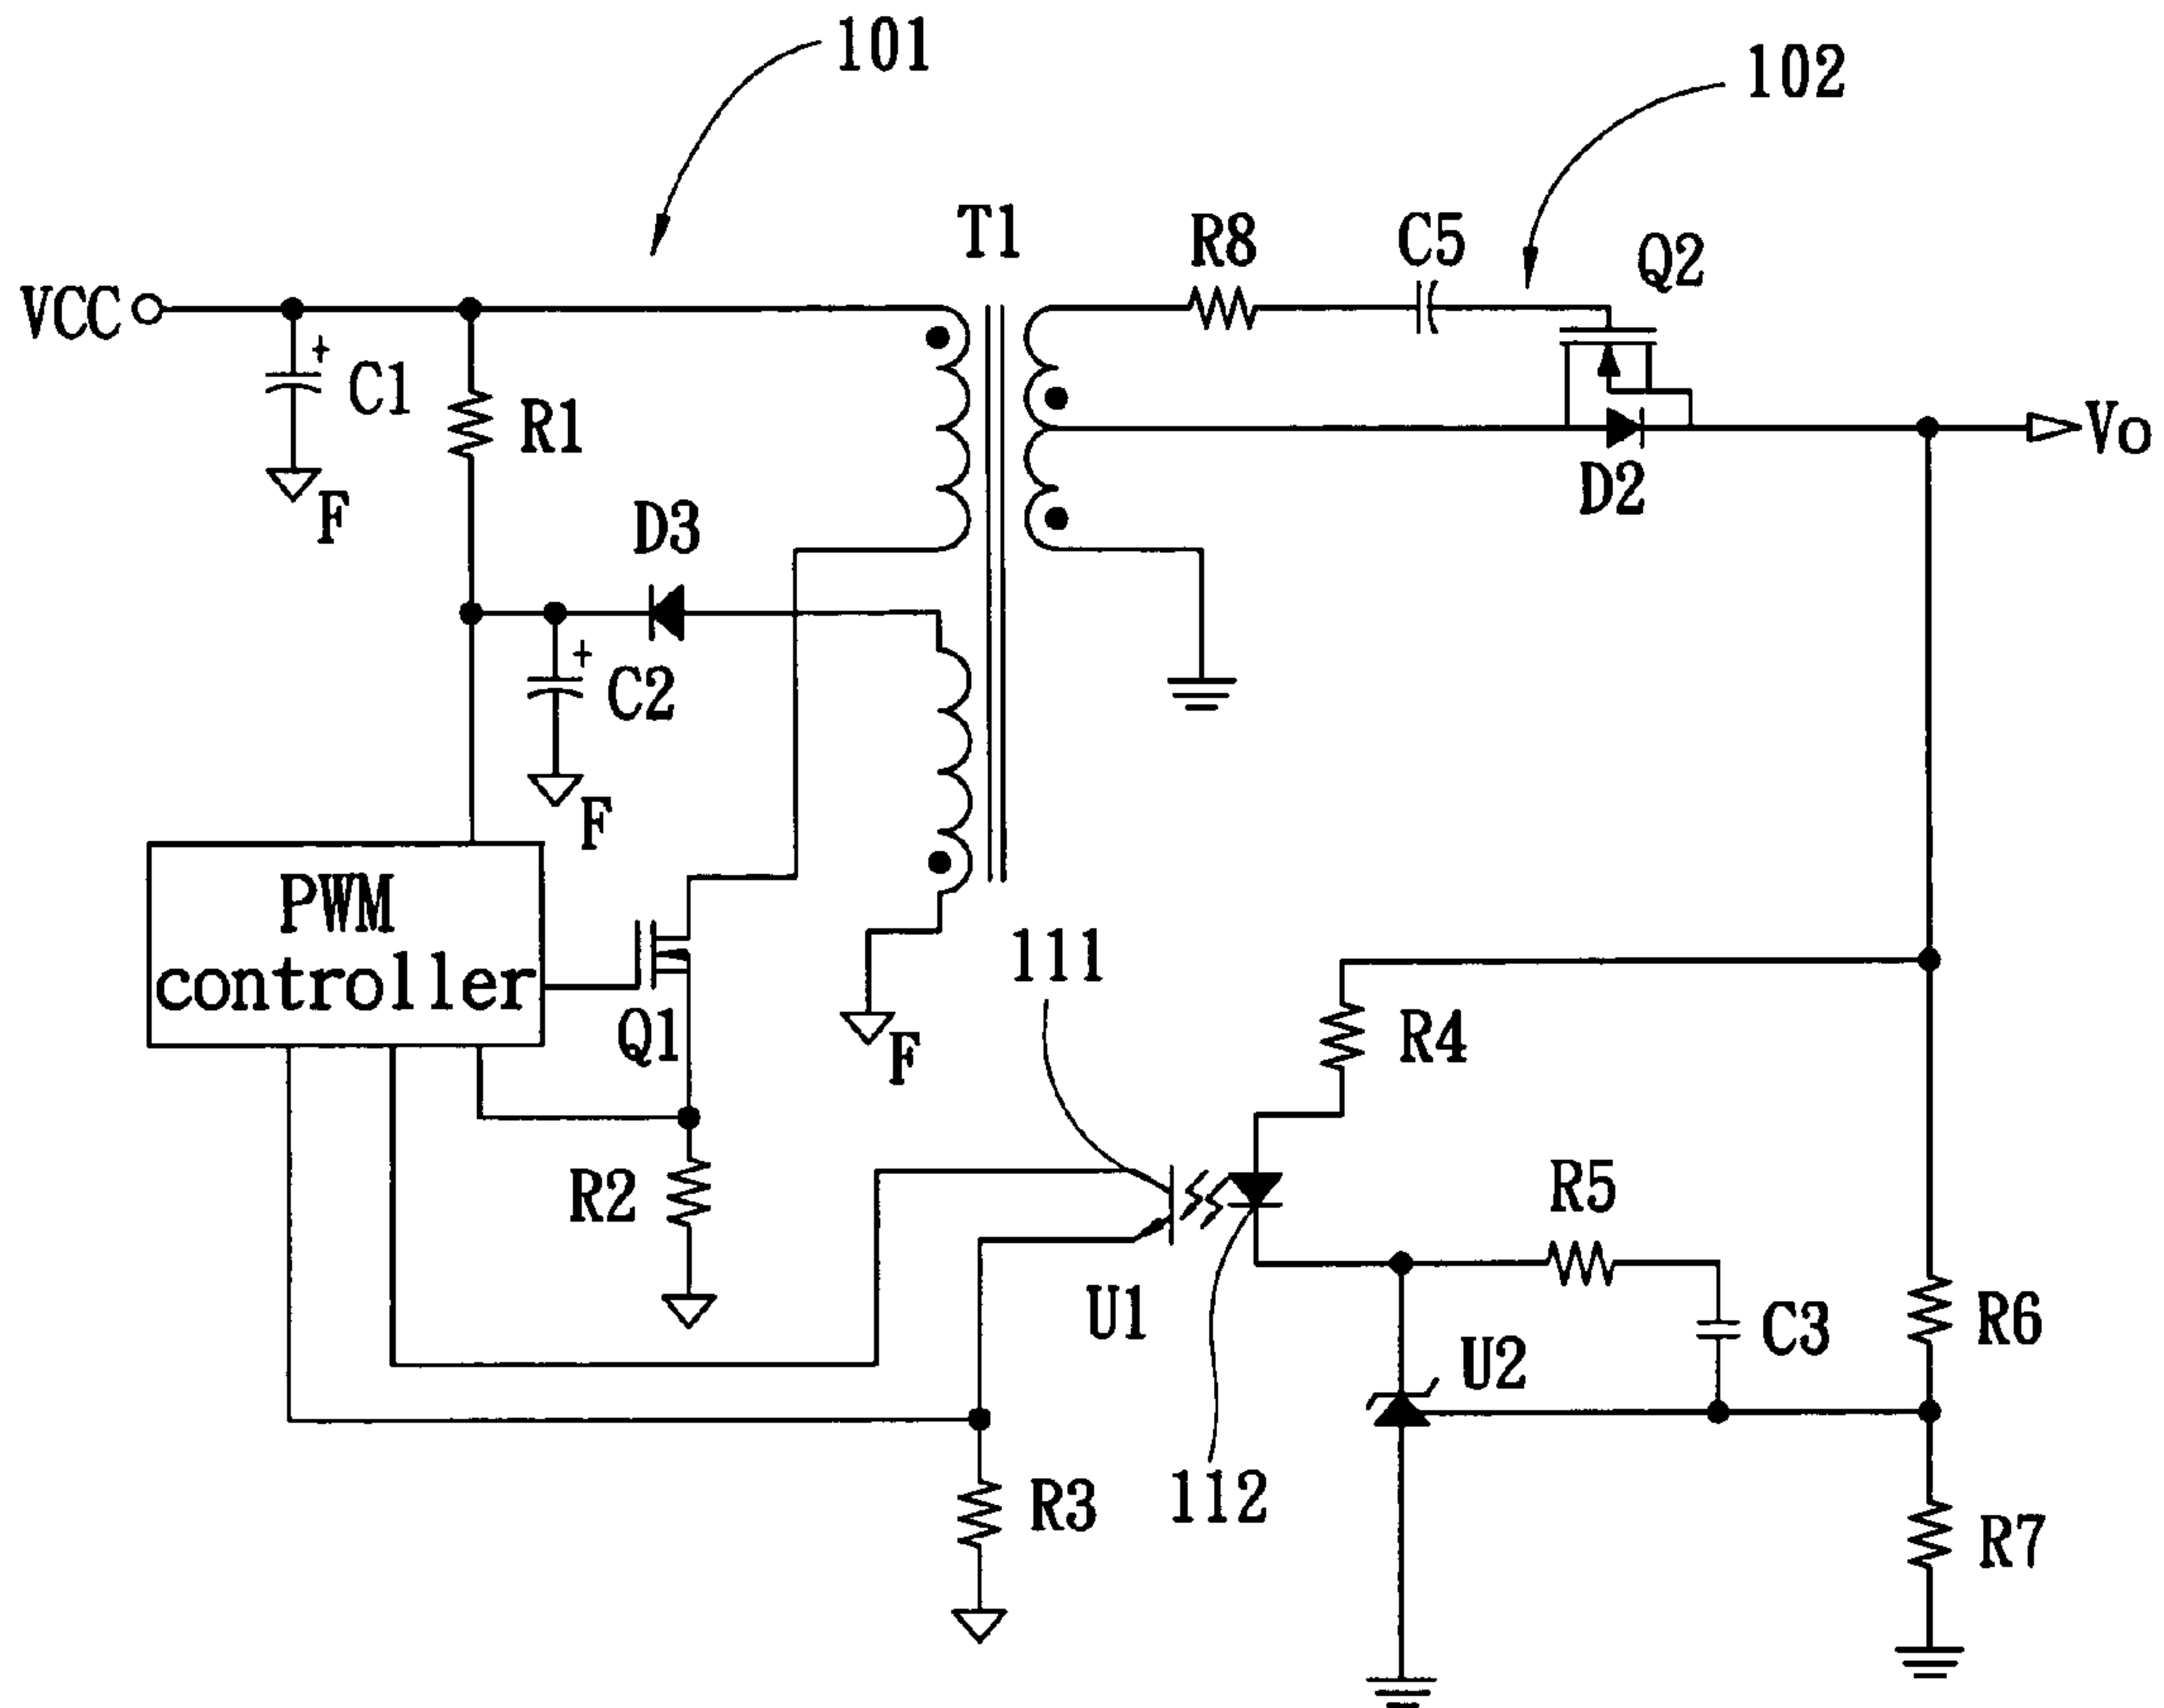 101
102
T1
R8
C5
Q2
VCC
+
C1
R1
Vo
F
D3
D2
+
C2
F
PWM
controller
111
Q1
F
R4
R2
R5
U1
C3
R6
U2
112
R3
R7